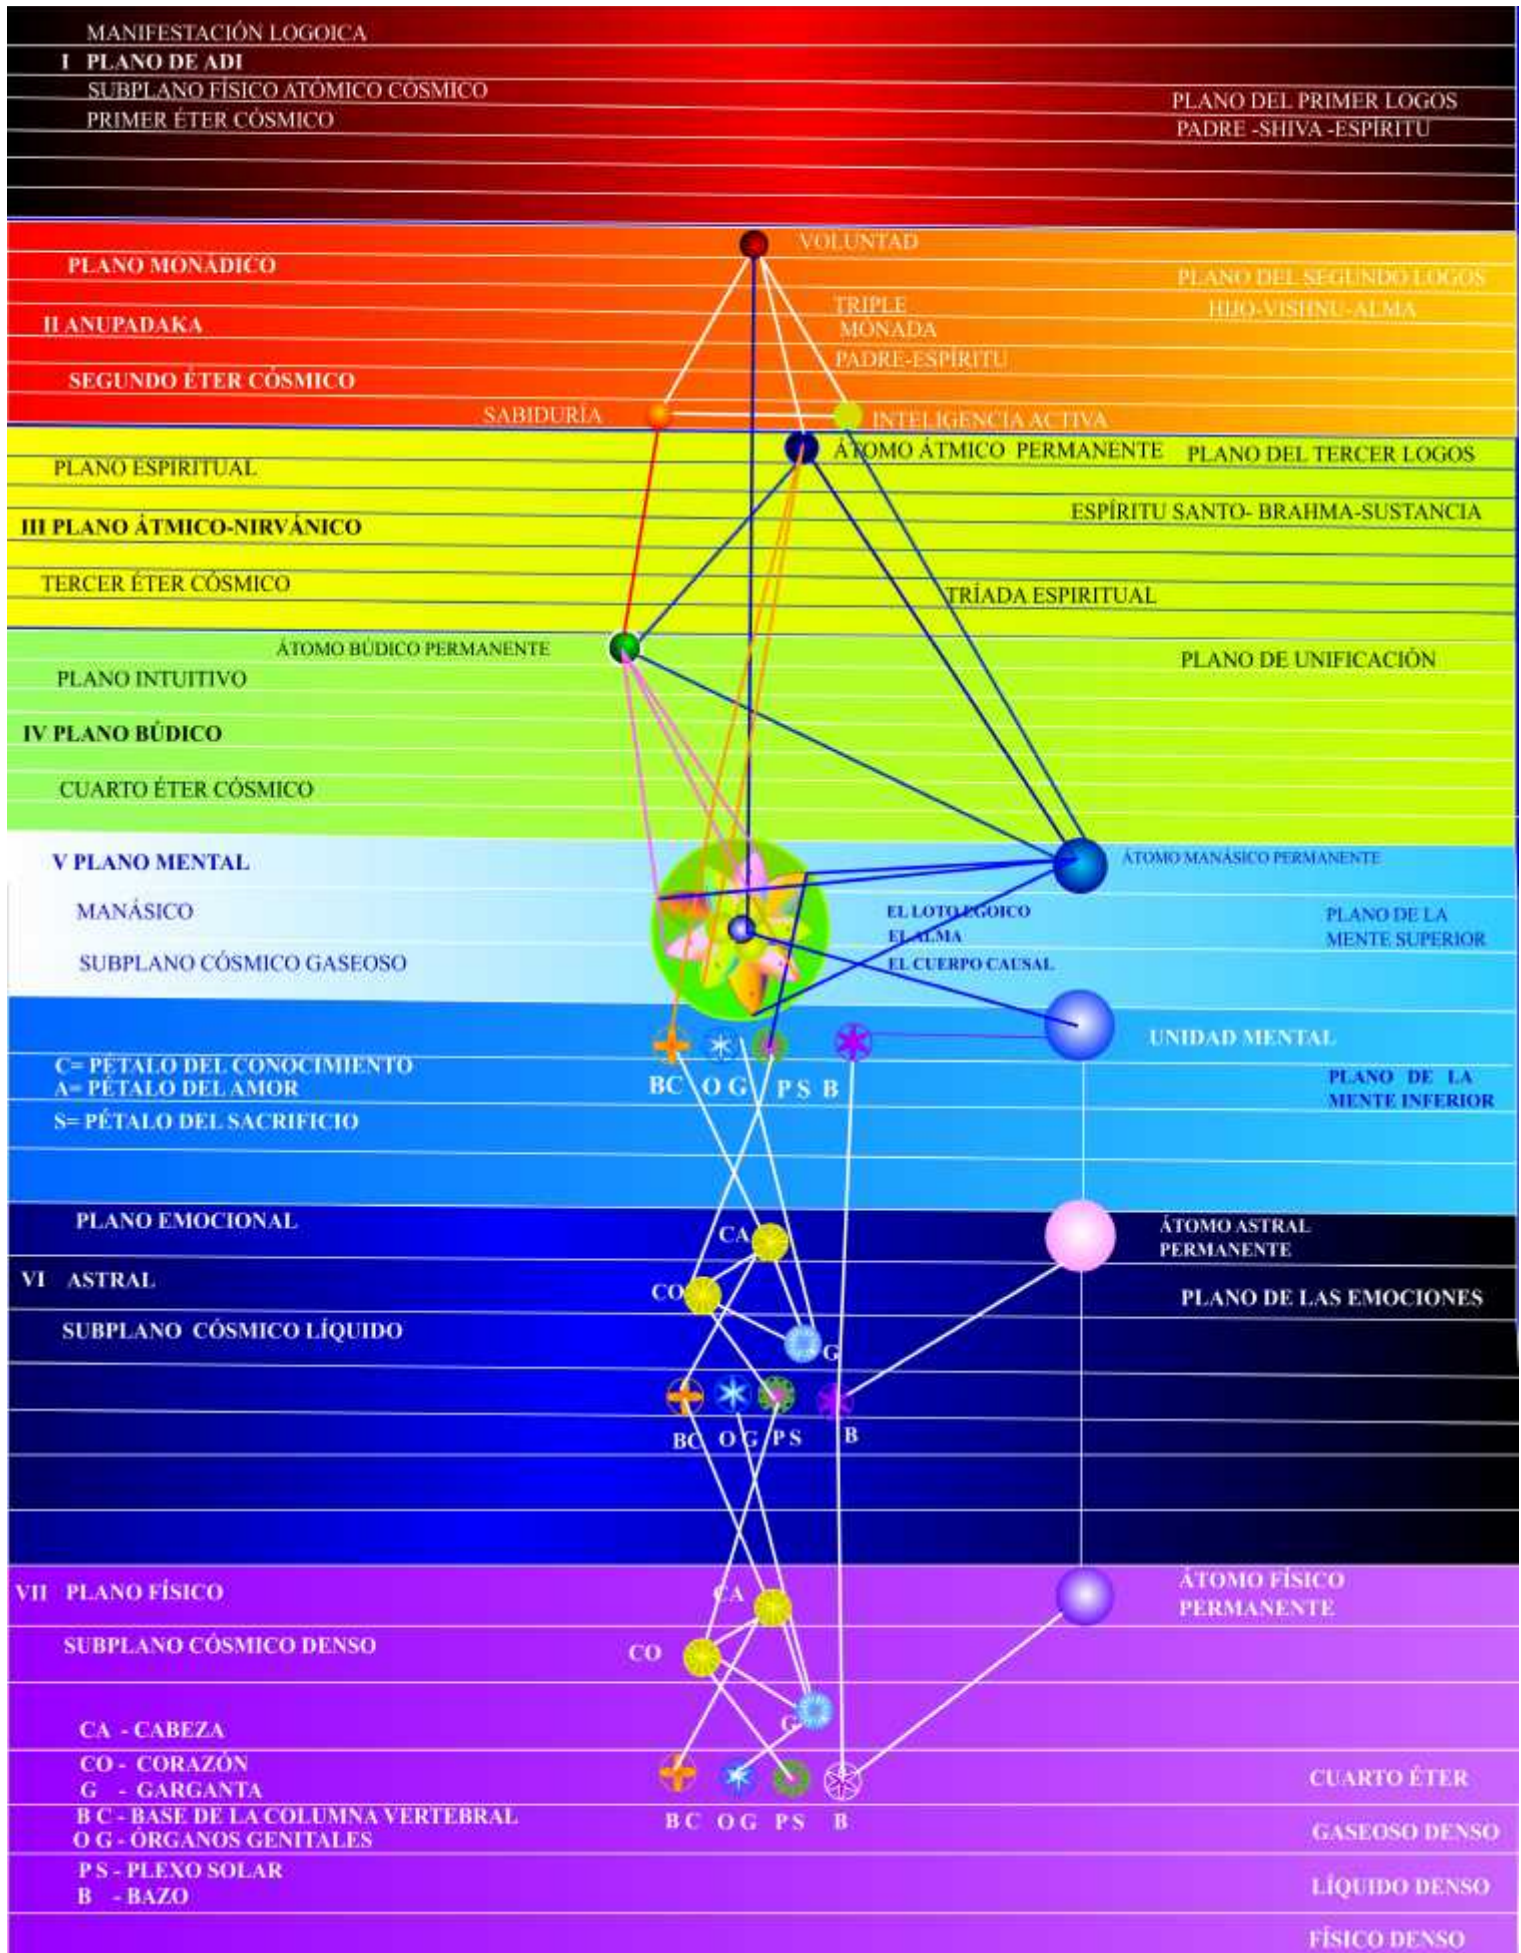 MANIFESTACIÓN LOGOICA
I PLANO DE ADI
SUBPLANO FÍSICO ATÓMICO CÓSMICO
PRIMER ÉTER CÓSMICO
PLANO DEL PRIMER LOGOS
PADRE -SHIVA -ESPÍRITU
VOLUNTAD
PLANO MONÁDICO
PLANO DEL SEGUNDO LOGOS
HIJO-VISHNU-ALMA
TRIPLE
MÓNADA
PADRE-ESPÍRITU
II ANUPADAKA
SEGUNDO ÉTER CÓSMICO
SABIDURÍA
INTELIGENCIA ACTIVA
ÁTOMO ÁTMICO PERMANENTE
PLANO DEL TERCER LOGOS
PLANO ESPIRITUAL
ESPÍRITU SANTO- BRAHMA-SUSTANCIA
III PLANO ÁTMICO-NIRVÁNICO
TERCER ÉTER CÓSMICO
TRÍADA ESPIRITUAL
ÁTOMO BÚDICO PERMANENTE
PLANO DE UNIFICACIÓN
PLANO INTUITIVO
IV PLANO BÚDICO
CUARTO ÉTER CÓSMICO
V PLANO MENTAL
ÁTOMO MANÁSICO PERMANENTE
MANÁSICO
EL LOTO EGOICO
EL ALMA
EL CUERPO CAUSAL
PLANO DE LA
MENTE SUPERIOR
SUBPLANO CÓSMICO GASEOSO
UNIDAD MENTAL
C= PÉTALO DEL CONOCIMIENTO
A= PÉTALO DEL AMOR
S= PÉTALO DEL SACRIFICIO
BC O G P S B
PLANO DE LA
MENTE INFERIOR
PLANO EMOCIONAL
CA
ÁTOMO ASTRAL
PERMANENTE
VI ASTRAL
CO
PLANO DE LAS EMOCIONES
SUBPLANO CÓSMICO LÍQUIDO
G
BC O G P S B
VII PLANO FÍSICO
CA
ÁTOMO FÍSICO
PERMANENTE
SUBPLANO CÓSMICO DENSO
CO
G
CA - CABEZA
CO - CORAZÓN
G - GARGANTA
B C - BASE DE LA COLUMNA VERTEBRAL
O G - ÓRGANOS GENITALES
P S - PLEXO SOLAR
B - BAZO
B C O G P S B
CUARTO ÉTER
GASEOSO DENSO
LÍQUIDO DENSO
FÍSICO DENSO